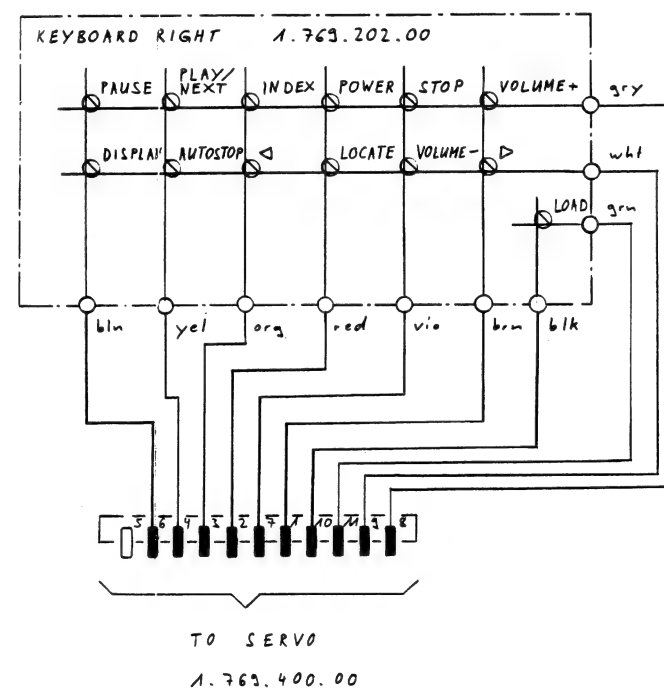 KEYBOARD RIGHT 1.769.202.00
PAUSE PLAY/NEXT INDEX POWER STOP VOLUME+ gry
DISPLAY AUTOSTOP ◁ LOCATE VOLUME- ▷ wht
LOAD grn
bln yel org red vio brn blk
5 6 4 3 2 7 1 10 11 9 8
TO SERVO
1.769.400.00